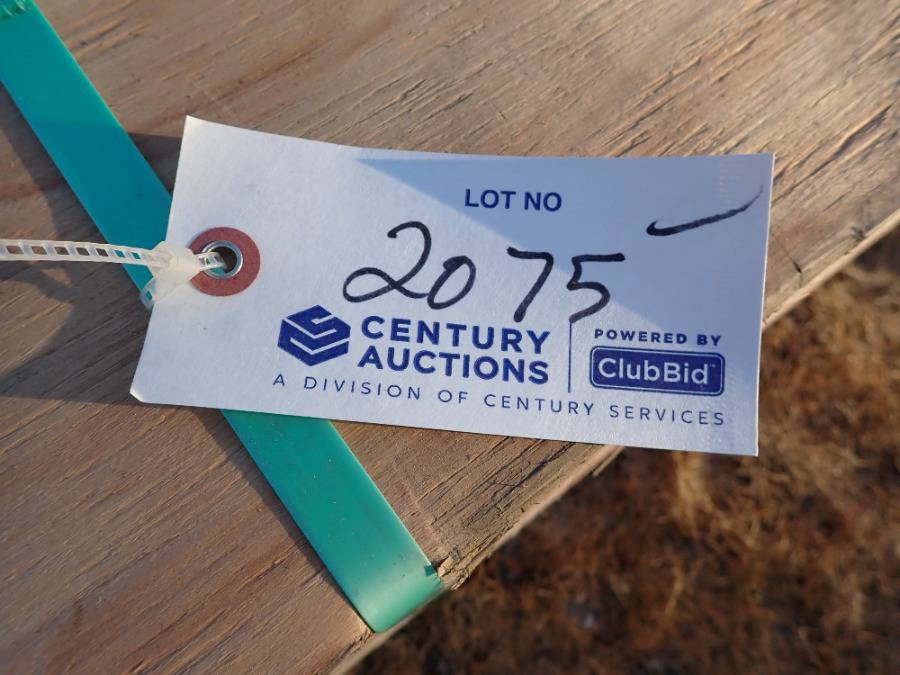 LOT NO
2075
CENTURY AUCTIONS
POWERED BY
ClubBid
A DIVISION OF CENTURY SERVICES